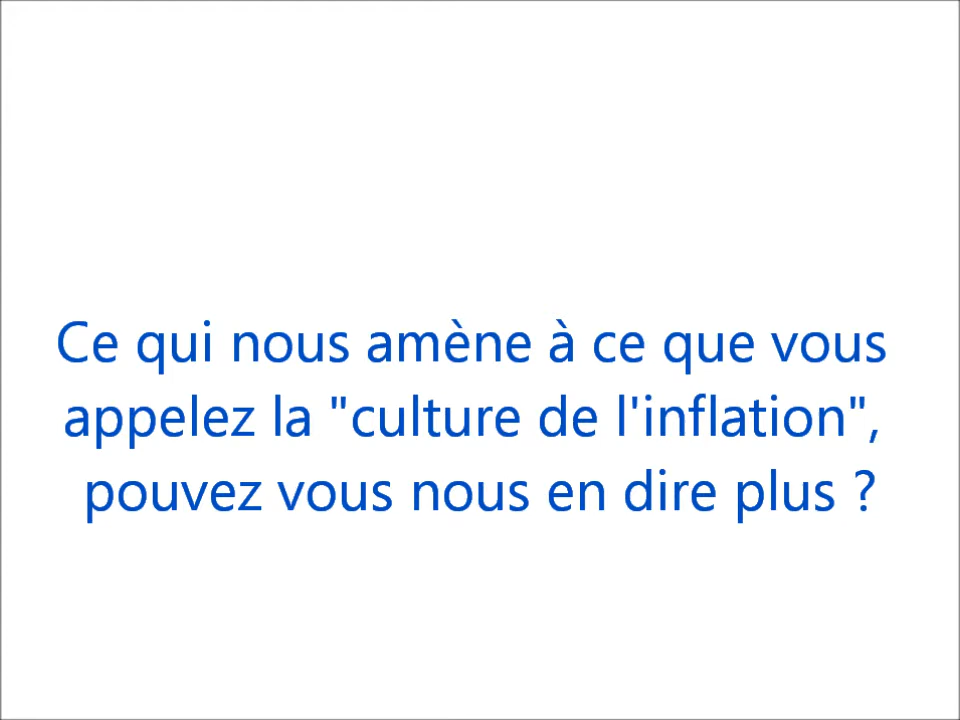 Ce qui nous amène à ce que vous
appelez la "culture de l'inflation",
pouvez vous nous en dire plus ?